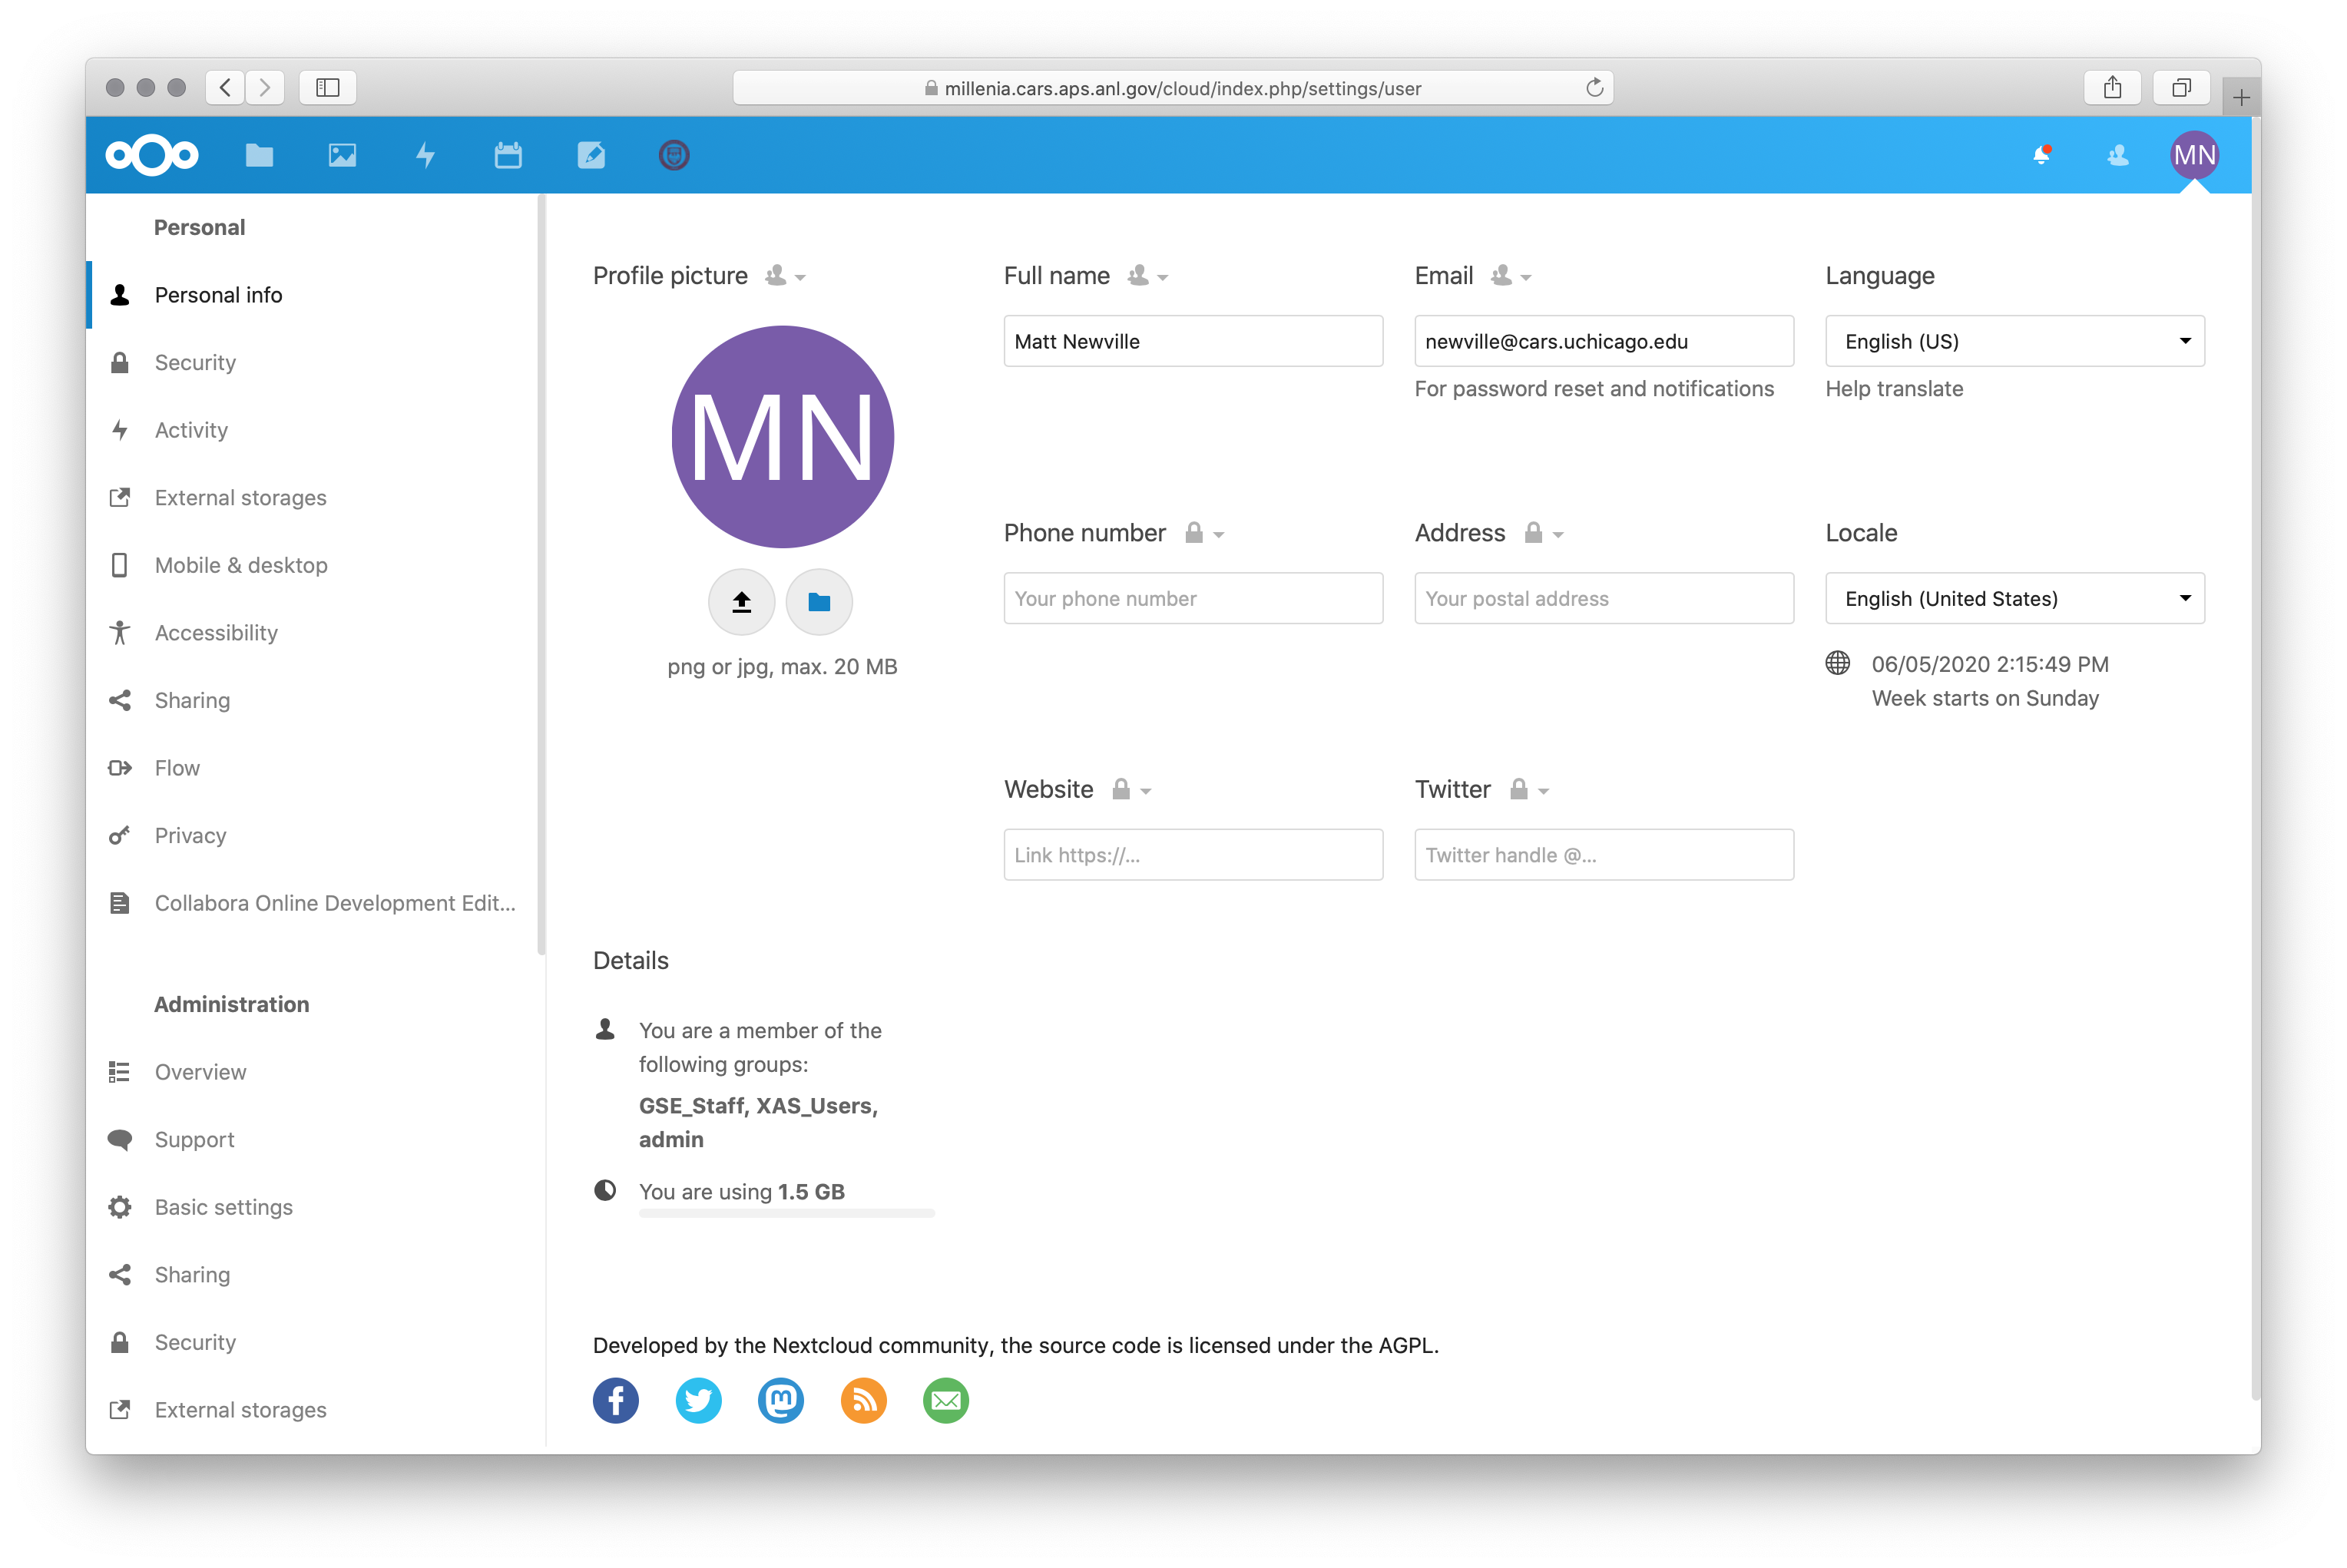 millenia.cars.aps.anl.gov/cloud/index.php/settings/user
MN
Personal
Personal info
Security
Activity
External storages
Mobile & desktop
Accessibility
Sharing
Flow
Privacy
Collabora Online Development Edit...
Administration
Overview
Support
Basic settings
Sharing
Security
External storages
Profile picture
MN
png or jpg, max. 20 MB
Full name
Matt Newville
Email
newville@cars.uchicago.edu
For password reset and notifications
Language
English (US)
Help translate
Phone number
Your phone number
Address
Your postal address
Locale
English (United States)
06/05/2020 2:15:49 PM
Week starts on Sunday
Website
Link https://...
Twitter
Twitter handle @...
Details
You are a member of the
following groups:
GSE_Staff, XAS_Users,
admin
You are using 1.5 GB
Developed by the Nextcloud community, the source code is licensed under the AGPL.